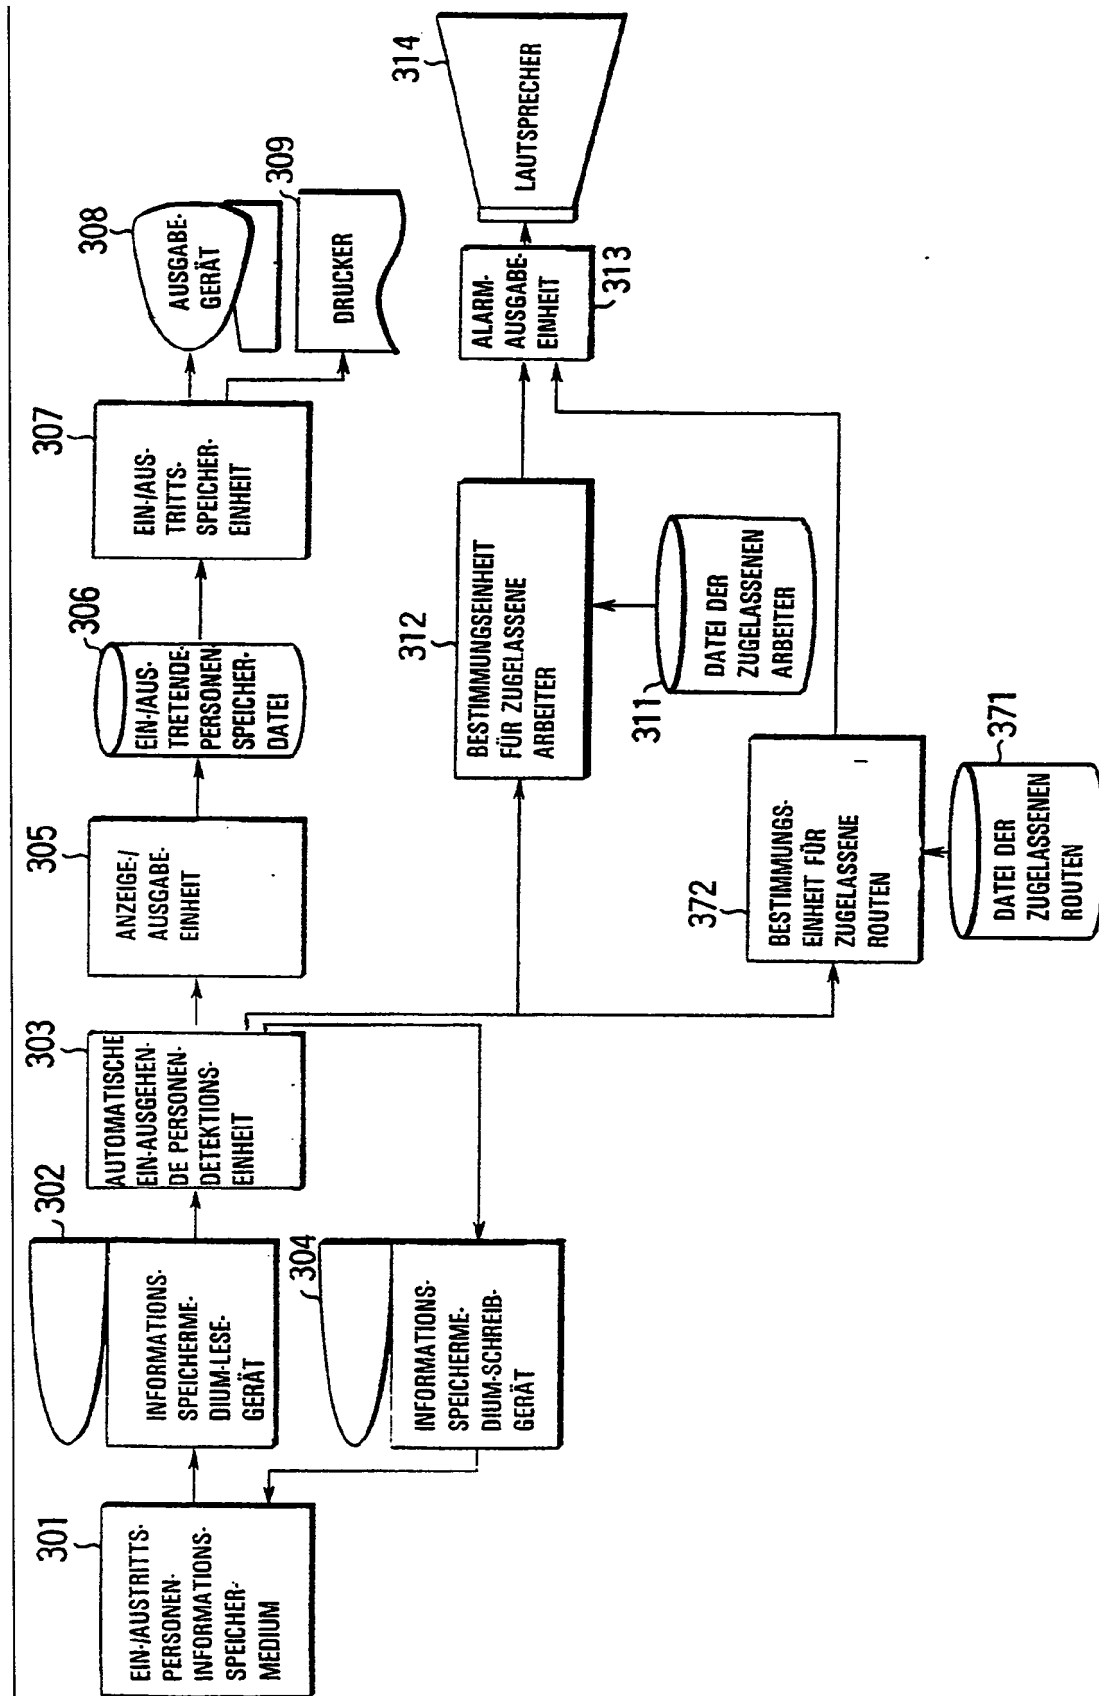 301
EIN-/AUSTRITTS-
PERSONEN-
INFORMATIONS-
SPEICHER-
MEDIUM
302
INFORMATIONS-
SPEICHERME-
DIUM-LESE-
GERÄT
304
INFORMATIONS-
SPEICHERME-
DIUM-SCHREIB-
GERÄT
303
AUTOMATISCHE
EIN-AUSGEHEN-
DE PERSONEN-
DETEKTIONS-
EINHEIT
305
ANZEIGE-/
AUSGABE-
EINHEIT
306
EIN-/AUS-
TRETENDE-
PERSONEN-
SPEICHER-
DATEI
307
EIN-/AUS-
TRITTS-
SPEICHER-
EINHEIT
308
AUSGABE-
GERÄT
309
DRUCKER
312
BESTIMMUNGSEINHEIT
FÜR ZUGELASSENE
ARBEITER
311
DATEI DER
ZUGELASSENEN
ARBEITER
313
ALARM-
AUSGABE-
EINHEIT
314
LAUTSPRECHER
372
BESTIMMUNGS-
EINHEIT FÜR
ZUGELASSENE
ROUTEN
371
DATEI DER
ZUGELASSENEN
ROUTEN